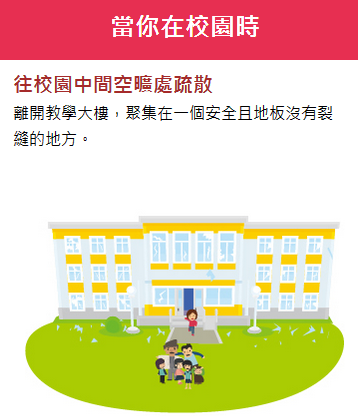 當你在校園時
往校園中間空曠處疏散
離開教學大樓，聚集在一個安全且地板沒有裂
縫的地方。